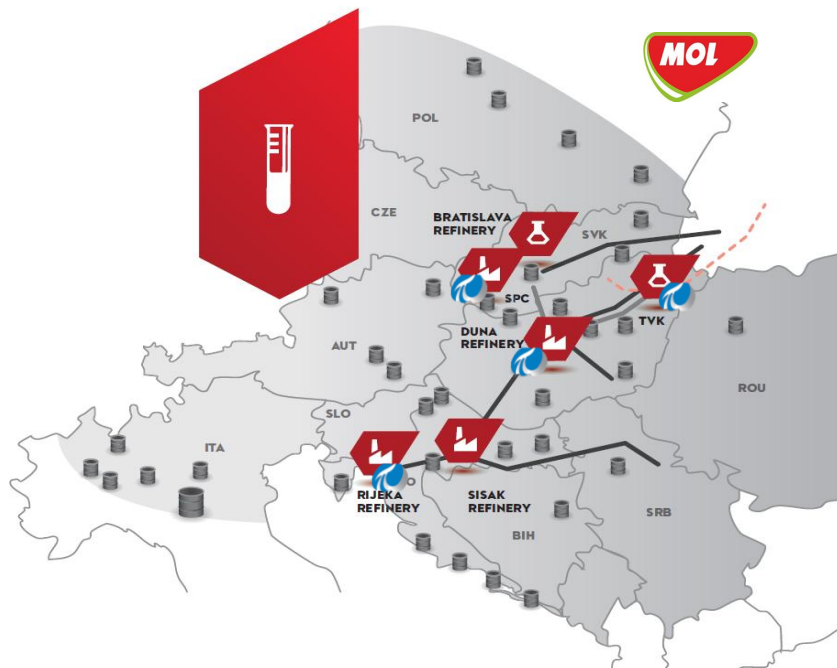 MOL
POL
CZE
BRATISLAVA
REFINERY
SVK
SPC
DUNA
REFINERY
TVK
AUT
ROU
SLO
ITA
O
RIJEKA
REFINERY
SISAK
REFINERY
BIH
SRB